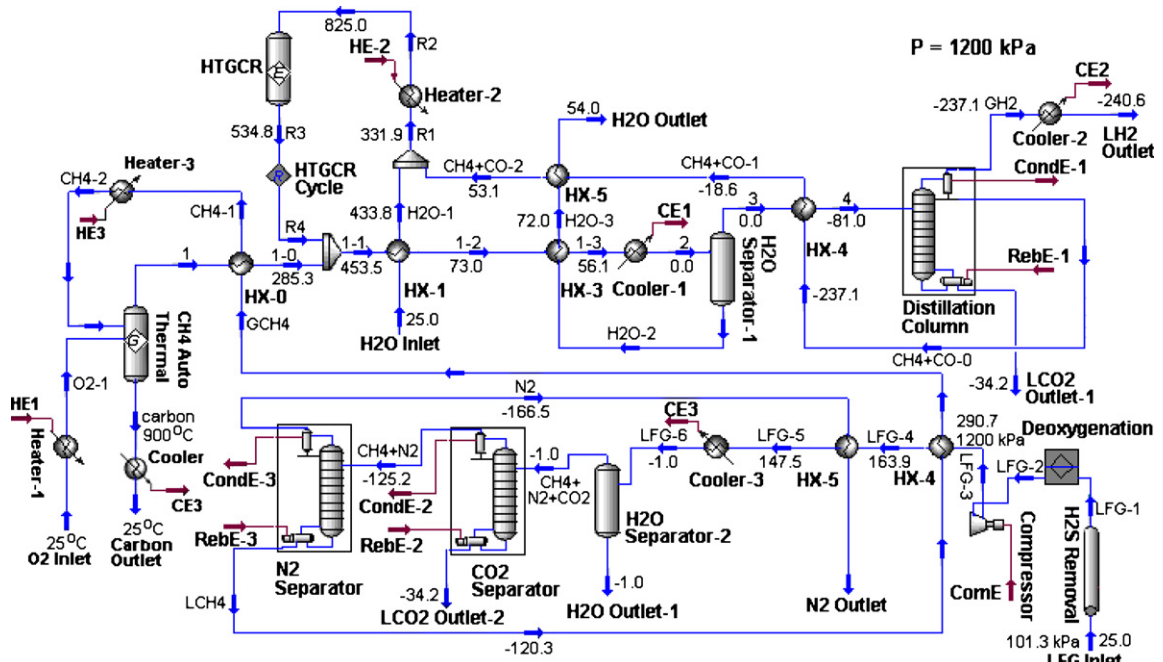 825.0
P = 1200 kPa
HE-2
R2
CE2
HTGCR
E
Heater-2
-237.1
GH2
-240.6
54.0
H2O Outlet
Cooler-2
LH2
Outlet
534.8
R3
331.9
R1
Heater-3
CH4-2
HTGCR
Cycle
R
CH4+CO-2
53.1
CH4+CO-1
-18.6
CondE-1
HX-5
HE3
CH4-1
R4
433.8
H2O-1
72.0
H2O-3
CE1
3
0.0
4
-81.0
1
1-0
285.3
1-1
453.5
1-2
73.0
1-3
56.1
2
0.0
H2O
Separator-1
HX-4
RebE-1
HX-0
HX-1
HX-3
Cooler-1
Distillation
Column
CH4 Auto
Thermal
G
GCH4
25.0
H2O Inlet
H2O-2
-237.1
CH4+CO-0
O2-1
N2
-166.5
-34.2
LCO2
Outlet-1
HE1
Heater-1
carbon
900°C
Cooler
CE3
CE3
LFG-6
-1.0
LFG-5
147.5
LFG-4
163.9
290.7
1200 kPa
Deoxygenation
LFG-2
LFG-3
CH4+N2
-125.2
-1.0
CH4+
N2+CO2
CondE-3
CondE-2
Cooler-3
HX-5
HX-4
LFG-1
25°C
O2 Inlet
25°C
Carbon
Outlet
RebE-3
RebE-2
H2O
Separator-2
Compressor
H2S Removal
N2
Separator
CO2
Separator
-1.0
LCH4
-34.2
LCO2 Outlet-2
H2O Outlet-1
N2 Outlet
ComE
-120.3
101.3 kPa
25.0
LFG Inlet